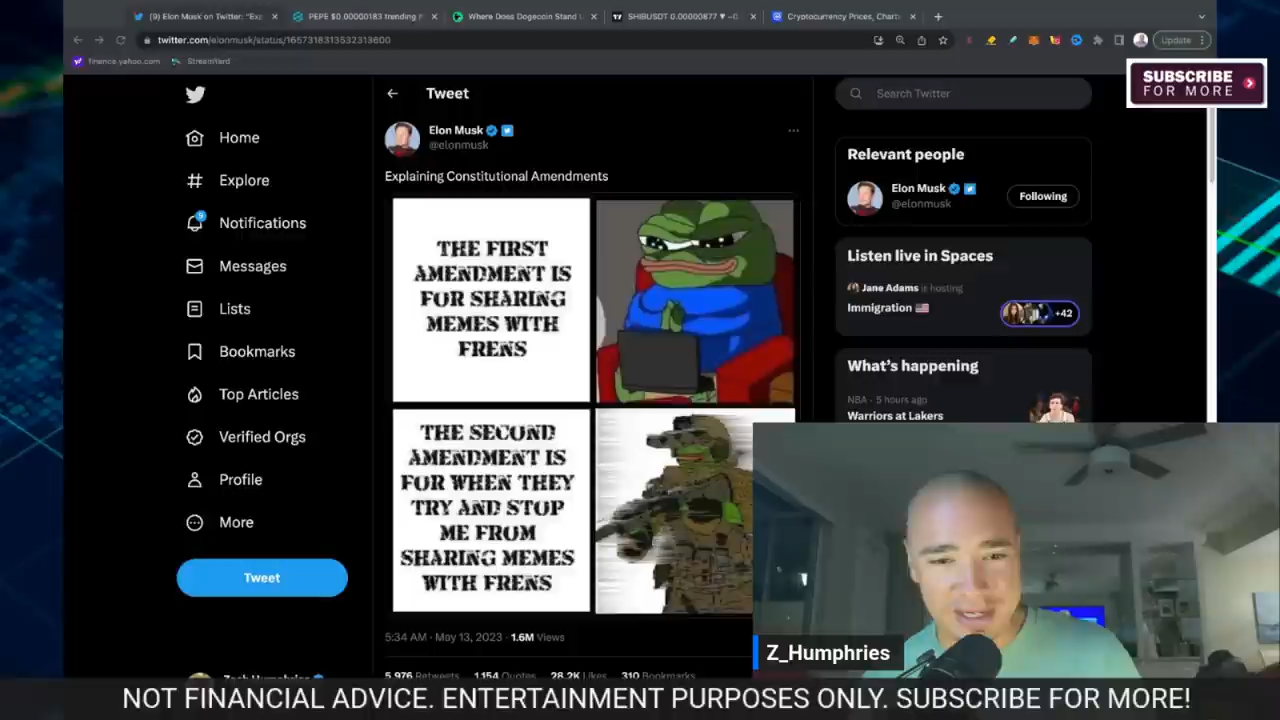 (9) Elon Musk on Twitter: "Exp
PEPE $0.00000183 trending
Where Does Dogecoin Stand
SHIBUSDT 0.00000877 ▼ −0.
Cryptocurrency Prices, Charts
twitter.com/elonmusk/status/1657318313532313600
Update
finance.yahoo.com
StreamYard
SUBSCRIBE
FOR MORE
Home
Explore
9
Notifications
Messages
Lists
Bookmarks
Top Articles
Verified Orgs
Profile
More
Tweet
Tweet
Elon Musk
@elonmusk
Explaining Constitutional Amendments
THE FIRST
AMENDMENT IS
FOR SHARING
MEMES WITH
FRENS
THE SECOND
AMENDMENT IS
FOR WHEN THEY
TRY AND STOP
ME FROM
SHARING MEMES
WITH FRENS
5:34 AM · May 13, 2023 · 1.6M Views
5,976 Retweets 1,154 Quotes 28.2K Likes 310 Bookmarks
Search Twitter
Relevant people
Elon Musk
@elonmusk
Following
Listen live in Spaces
Jane Adams is hosting
Immigration
+42
What's happening
NBA · 5 hours ago
Warriors at Lakers
Z_Humphries
NOT FINANCIAL ADVICE. ENTERTAINMENT PURPOSES ONLY. SUBSCRIBE FOR MORE!